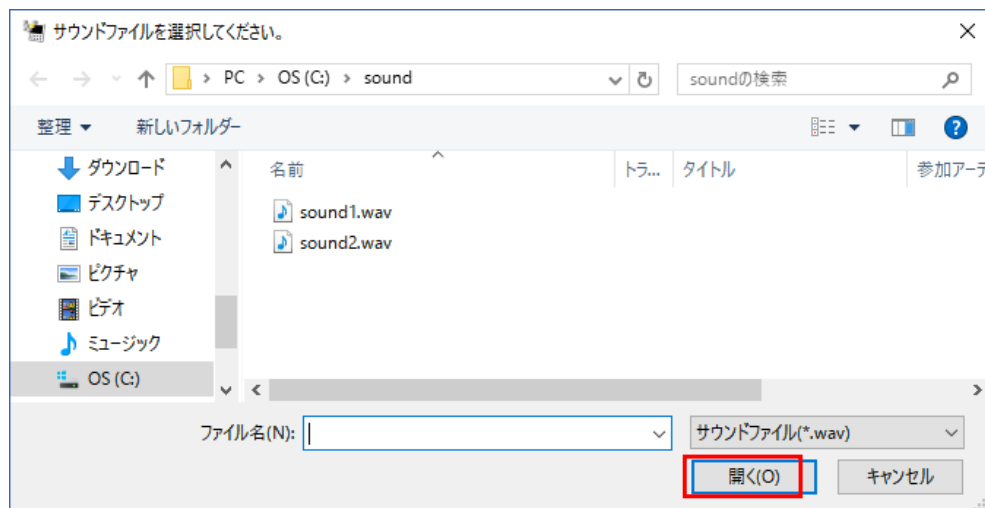 サウンドファイルを選択してください。
PC > OS (C:) > sound
soundの検索
整理
新しいフォルダー
ダウンロード
デスクトップ
ドキュメント
ピクチャ
ビデオ
ミュージック
OS (C:)
名前
トラ...
タイトル
参加アーテ
sound1.wav
sound2.wav
ファイル名(N):
サウンドファイル(*.wav)
開く(O)
キャンセル